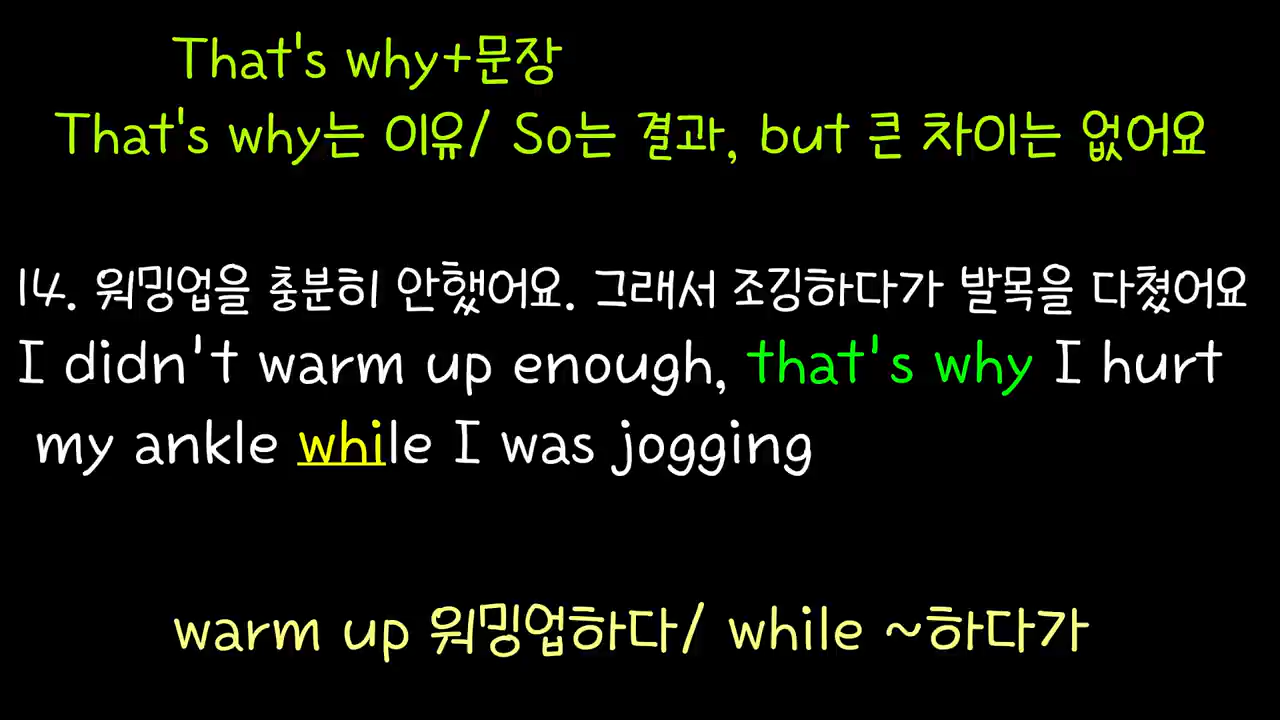 That's why+문장
That's why는 이유/ So는 결과, but 큰 차이는 없어요
14. 워밍업을 충분히 안했어요. 그래서 조깅하다가 발목을 다쳤어요
I didn't warm up enough, that's why I hurt
my ankle while I was jogging
warm up 워밍업하다/ while ~하다가